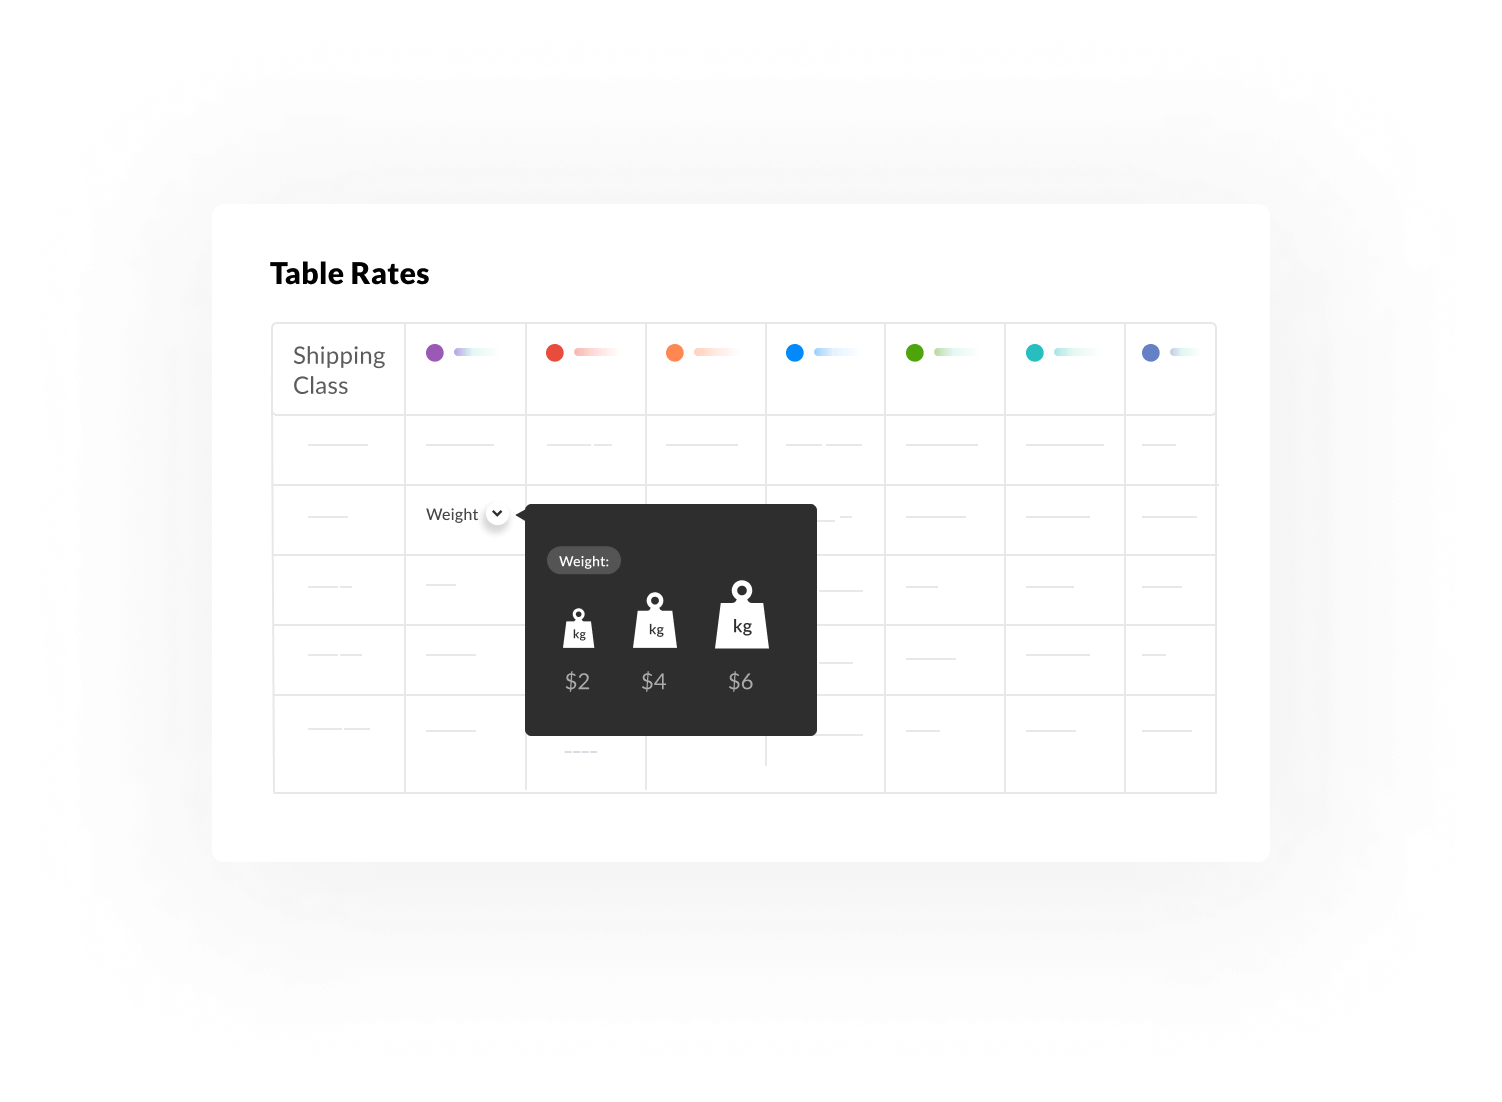 Table Rates
Shipping
Class
Weight
Weight:
kg kg kg
$2 $4 $6